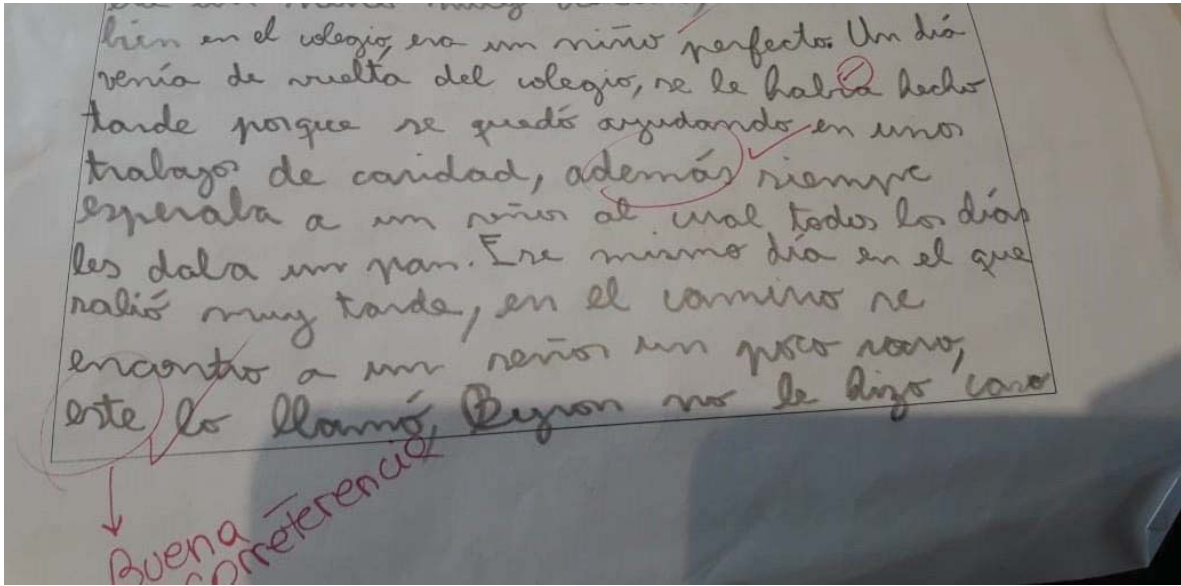 bien en el colegio, era un niño perfecto. Un día
venía de vuelta del colegio, se le había hecho
tarde porque se quedó ayudando en unos
trabajos de caridad, además siempre
esperaba a un señor al cual todos los días
les daba un pan. Ese mismo día en el que
salió muy tarde, en el camino se
encontro a un señor un poco raro,
este lo llamó, Byron no le hizo caso
Buena
correferencia